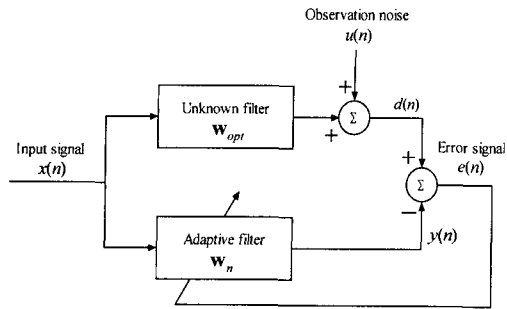 Observation noise
u(n)
Unknown filter
w_opt
+
Σ
+
d(n)
Input signal
x(n)
+
Error signal
e(n)
Σ
−
y(n)
Adaptive filter
w_n